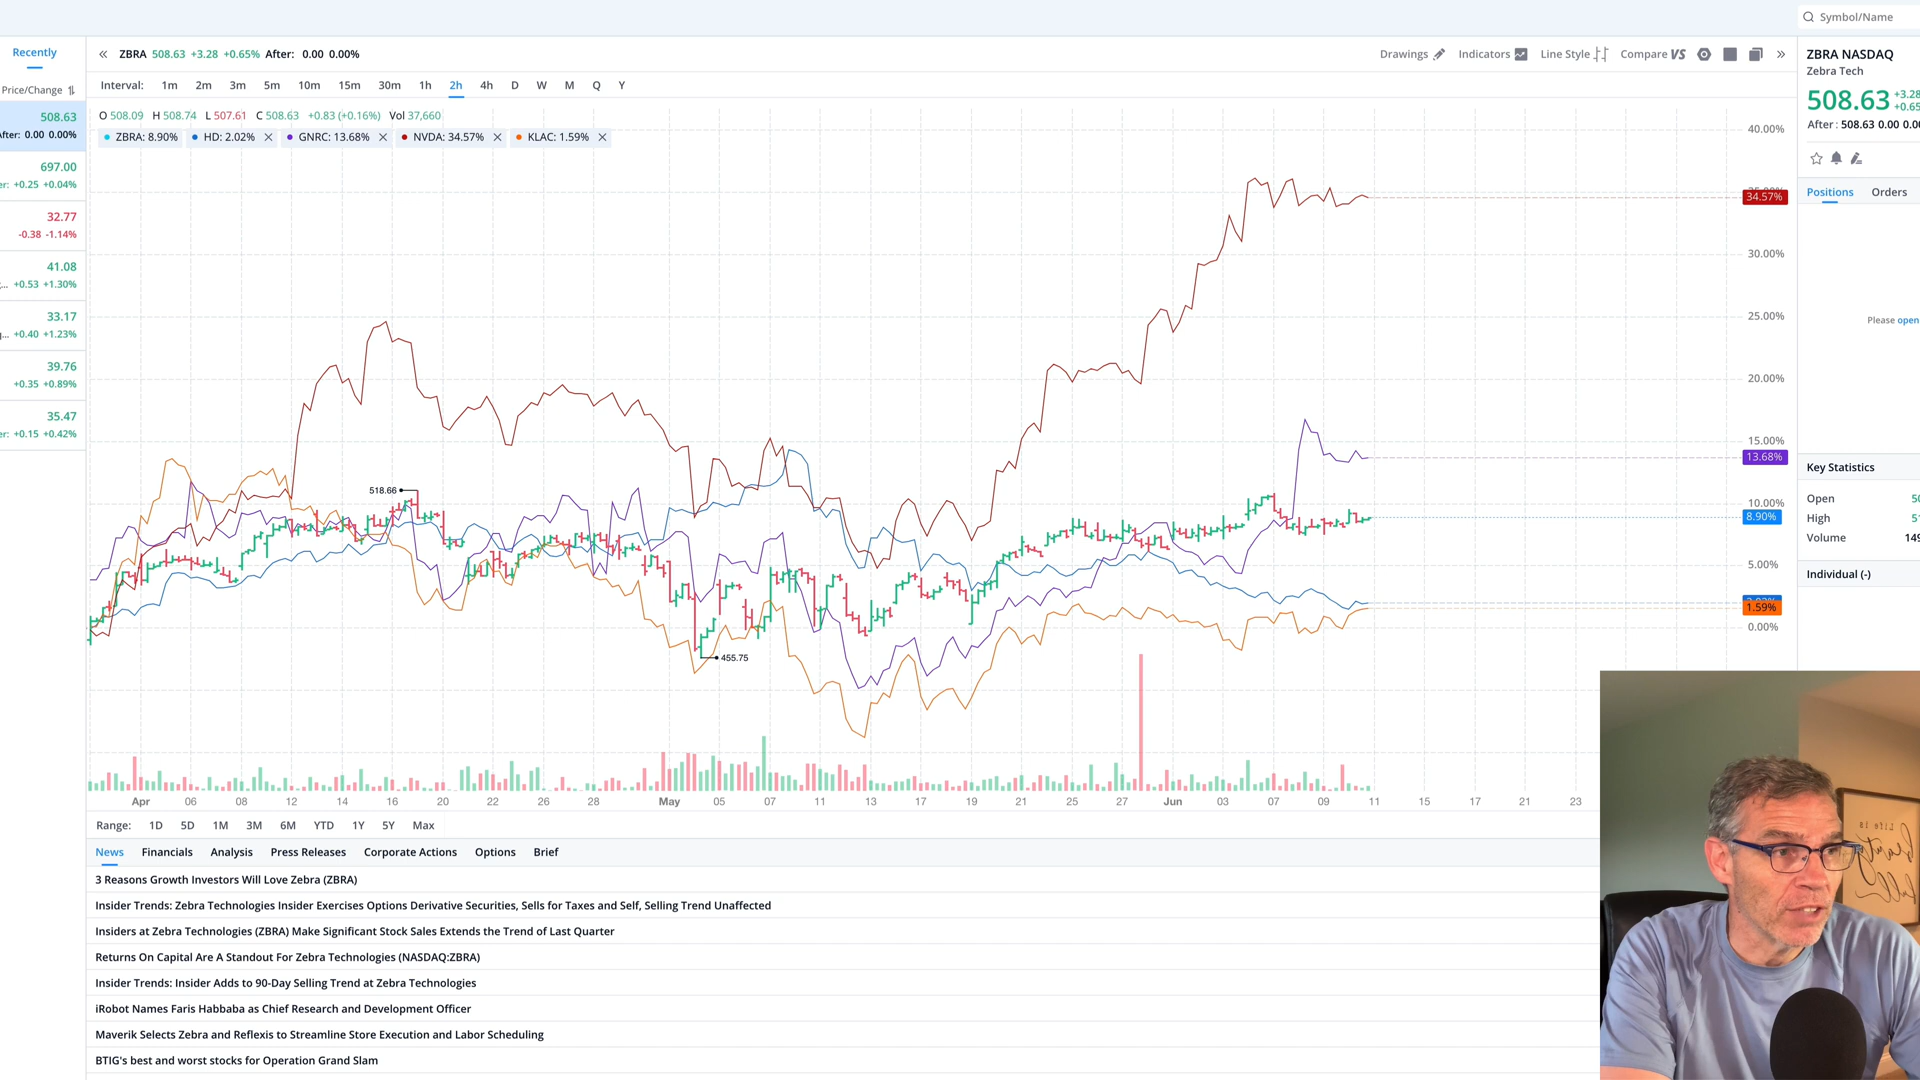 Symbol/Name
Recently
« ZBRA 508.63 +3.28 +0.65% After: 0.00 0.00%
Drawings Indicators Line Style Compare VS »
ZBRA NASDAQ
Zebra Tech
508.63 +3.28
+0.65
After : 508.63 0.00 0.00
Price/Change
Interval: 1m 2m 3m 5m 10m 15m 30m 1h 2h 4h D W M Q Y
O 508.09 H 508.74 L 507.61 C 508.63 +0.83 (+0.16%) Vol 37,660
ZBRA: 8.90% HD: 2.02% GNRC: 13.68% NVDA: 34.57% KLAC: 1.59%
508.63
After: 0.00 0.00%
697.00
er: +0.25 +0.04%
32.77
-0.38 -1.14%
41.08
... +0.53 +1.30%
33.17
... +0.40 +1.23%
39.76
+0.35 +0.89%
35.47
er: +0.15 +0.42%
40.00%
34.57%
30.00%
25.00%
20.00%
15.00%
13.68%
10.00%
8.90%
5.00%
1.59%
0.00%
518.66
455.75
Apr 06 08 12 14 16 20 22 26 28 May 05 07 11 13 17 19 21 25 27 Jun 03 07 09 11 15 17 21 23
Positions Orders
Please open
Key Statistics
Open 50
High 51
Volume 149
Individual (-)
Range: 1D 5D 1M 3M 6M YTD 1Y 5Y Max
News Financials Analysis Press Releases Corporate Actions Options Brief
3 Reasons Growth Investors Will Love Zebra (ZBRA)
Insider Trends: Zebra Technologies Insider Exercises Options Derivative Securities, Sells for Taxes and Self, Selling Trend Unaffected
Insiders at Zebra Technologies (ZBRA) Make Significant Stock Sales Extends the Trend of Last Quarter
Returns On Capital Are A Standout For Zebra Technologies (NASDAQ:ZBRA)
Insider Trends: Insider Adds to 90-Day Selling Trend at Zebra Technologies
iRobot Names Faris Habbaba as Chief Research and Development Officer
Maverik Selects Zebra and Reflexis to Streamline Store Execution and Labor Scheduling
BTIG's best and worst stocks for Operation Grand Slam